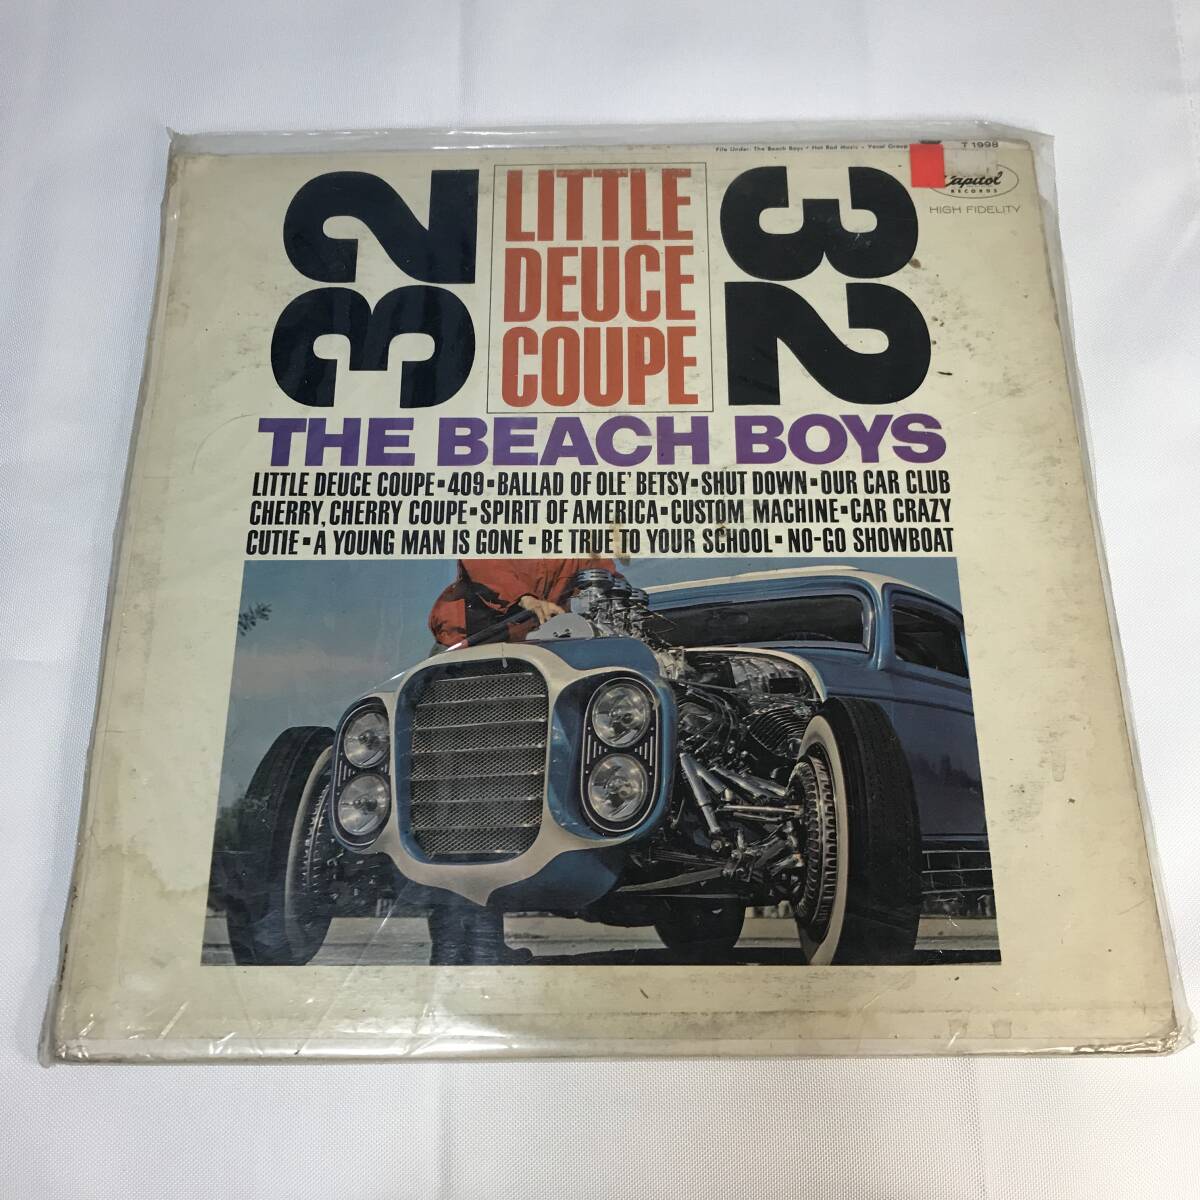 File Under: The Beach Boys • Hot Rod Music • Vocal Group
T 1998
Capitol
RECORDS
HIGH FIDELITY
32
LITTLE
DEUCE
COUPE
32
THE BEACH BOYS
LITTLE DEUCE COUPE▪409▪BALLAD OF OLE' BETSY▪SHUT DOWN▪OUR CAR CLUB
CHERRY, CHERRY COUPE▪SPIRIT OF AMERICA▪CUSTOM MACHINE▪CAR CRAZY
CUTIE▪A YOUNG MAN IS GONE▪BE TRUE TO YOUR SCHOOL▪NO-GO SHOWBOAT